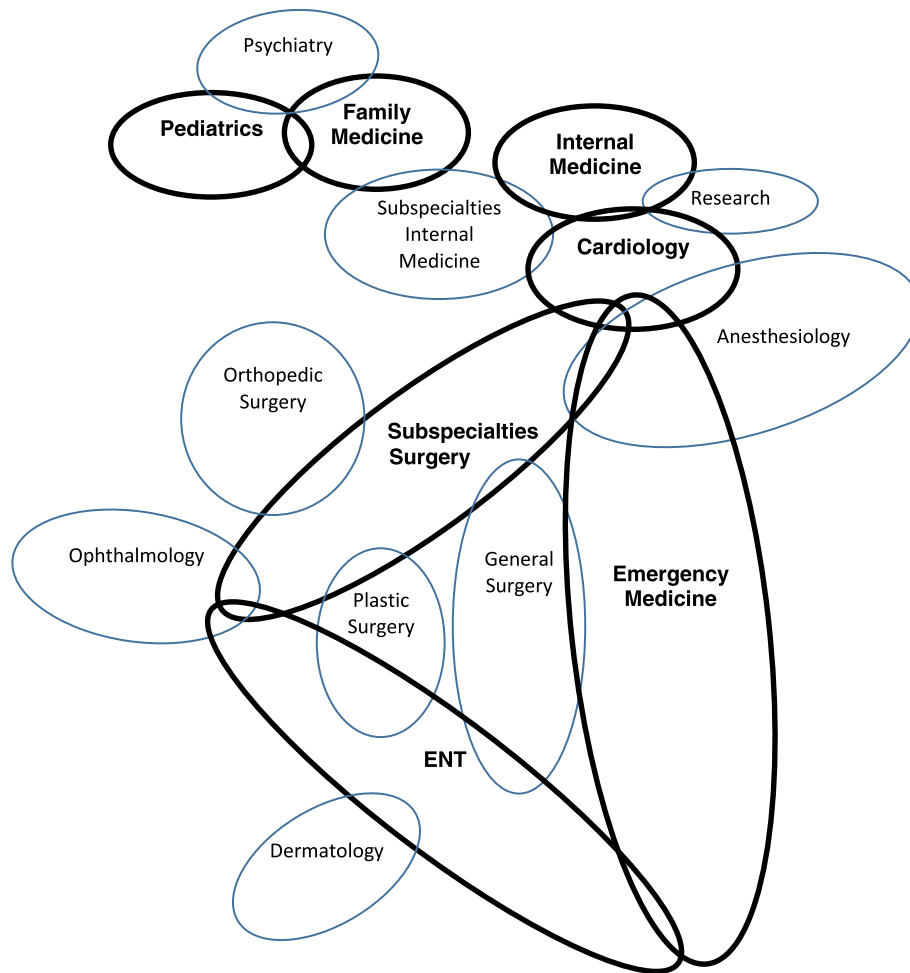 Psychiatry
Pediatrics
Family
Medicine
Internal
Medicine
Research
Subspecialties
Internal
Medicine
Cardiology
Anesthesiology
Orthopedic
Surgery
Subspecialties
Surgery
Ophthalmology
General
Surgery
Emergency
Medicine
Plastic
Surgery
ENT
Dermatology